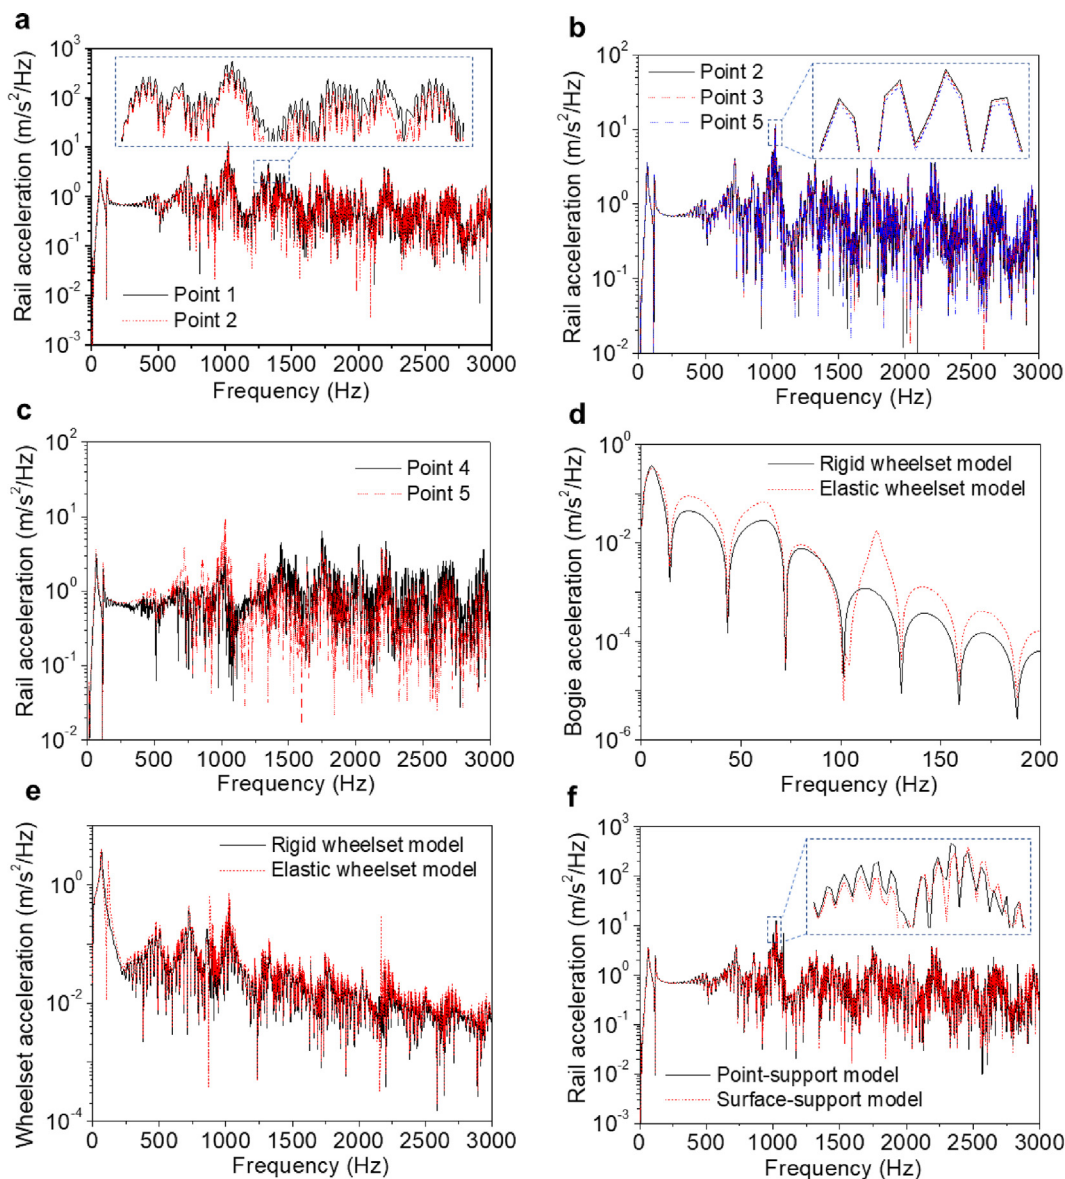 a
Rail acceleration (m/s²/Hz)
10³
10²
10¹
10⁰
10⁻¹
10⁻²
10⁻³
Point 1
Point 2
0 500 1000 1500 2000 2500 3000
Frequency (Hz)
b
Rail acceleration (m/s²/Hz)
10²
10¹
10⁰
10⁻¹
10⁻²
Point 2
Point 3
Point 5
0 500 1000 1500 2000 2500 3000
Frequency (Hz)
c
Rail acceleration (m/s²/Hz)
10²
10¹
10⁰
10⁻¹
10⁻²
Point 4
Point 5
0 500 1000 1500 2000 2500 3000
Frequency (Hz)
d
Bogie acceleration (m/s²/Hz)
10⁰
10⁻²
10⁻⁴
10⁻⁶
Rigid wheelset model
Elastic wheelset model
0 50 100 150 200
Frequency (Hz)
e
Wheelset acceleration (m/s²/Hz)
10⁰
10⁻²
10⁻⁴
Rigid wheelset model
Elastic wheelset model
0 500 1000 1500 2000 2500 3000
Frequency (Hz)
f
Rail acceleration (m/s²/Hz)
10³
10²
10¹
10⁰
10⁻¹
10⁻²
10⁻³
Point-support model
Surface-support model
0 500 1000 1500 2000 2500 3000
Frequency (Hz)